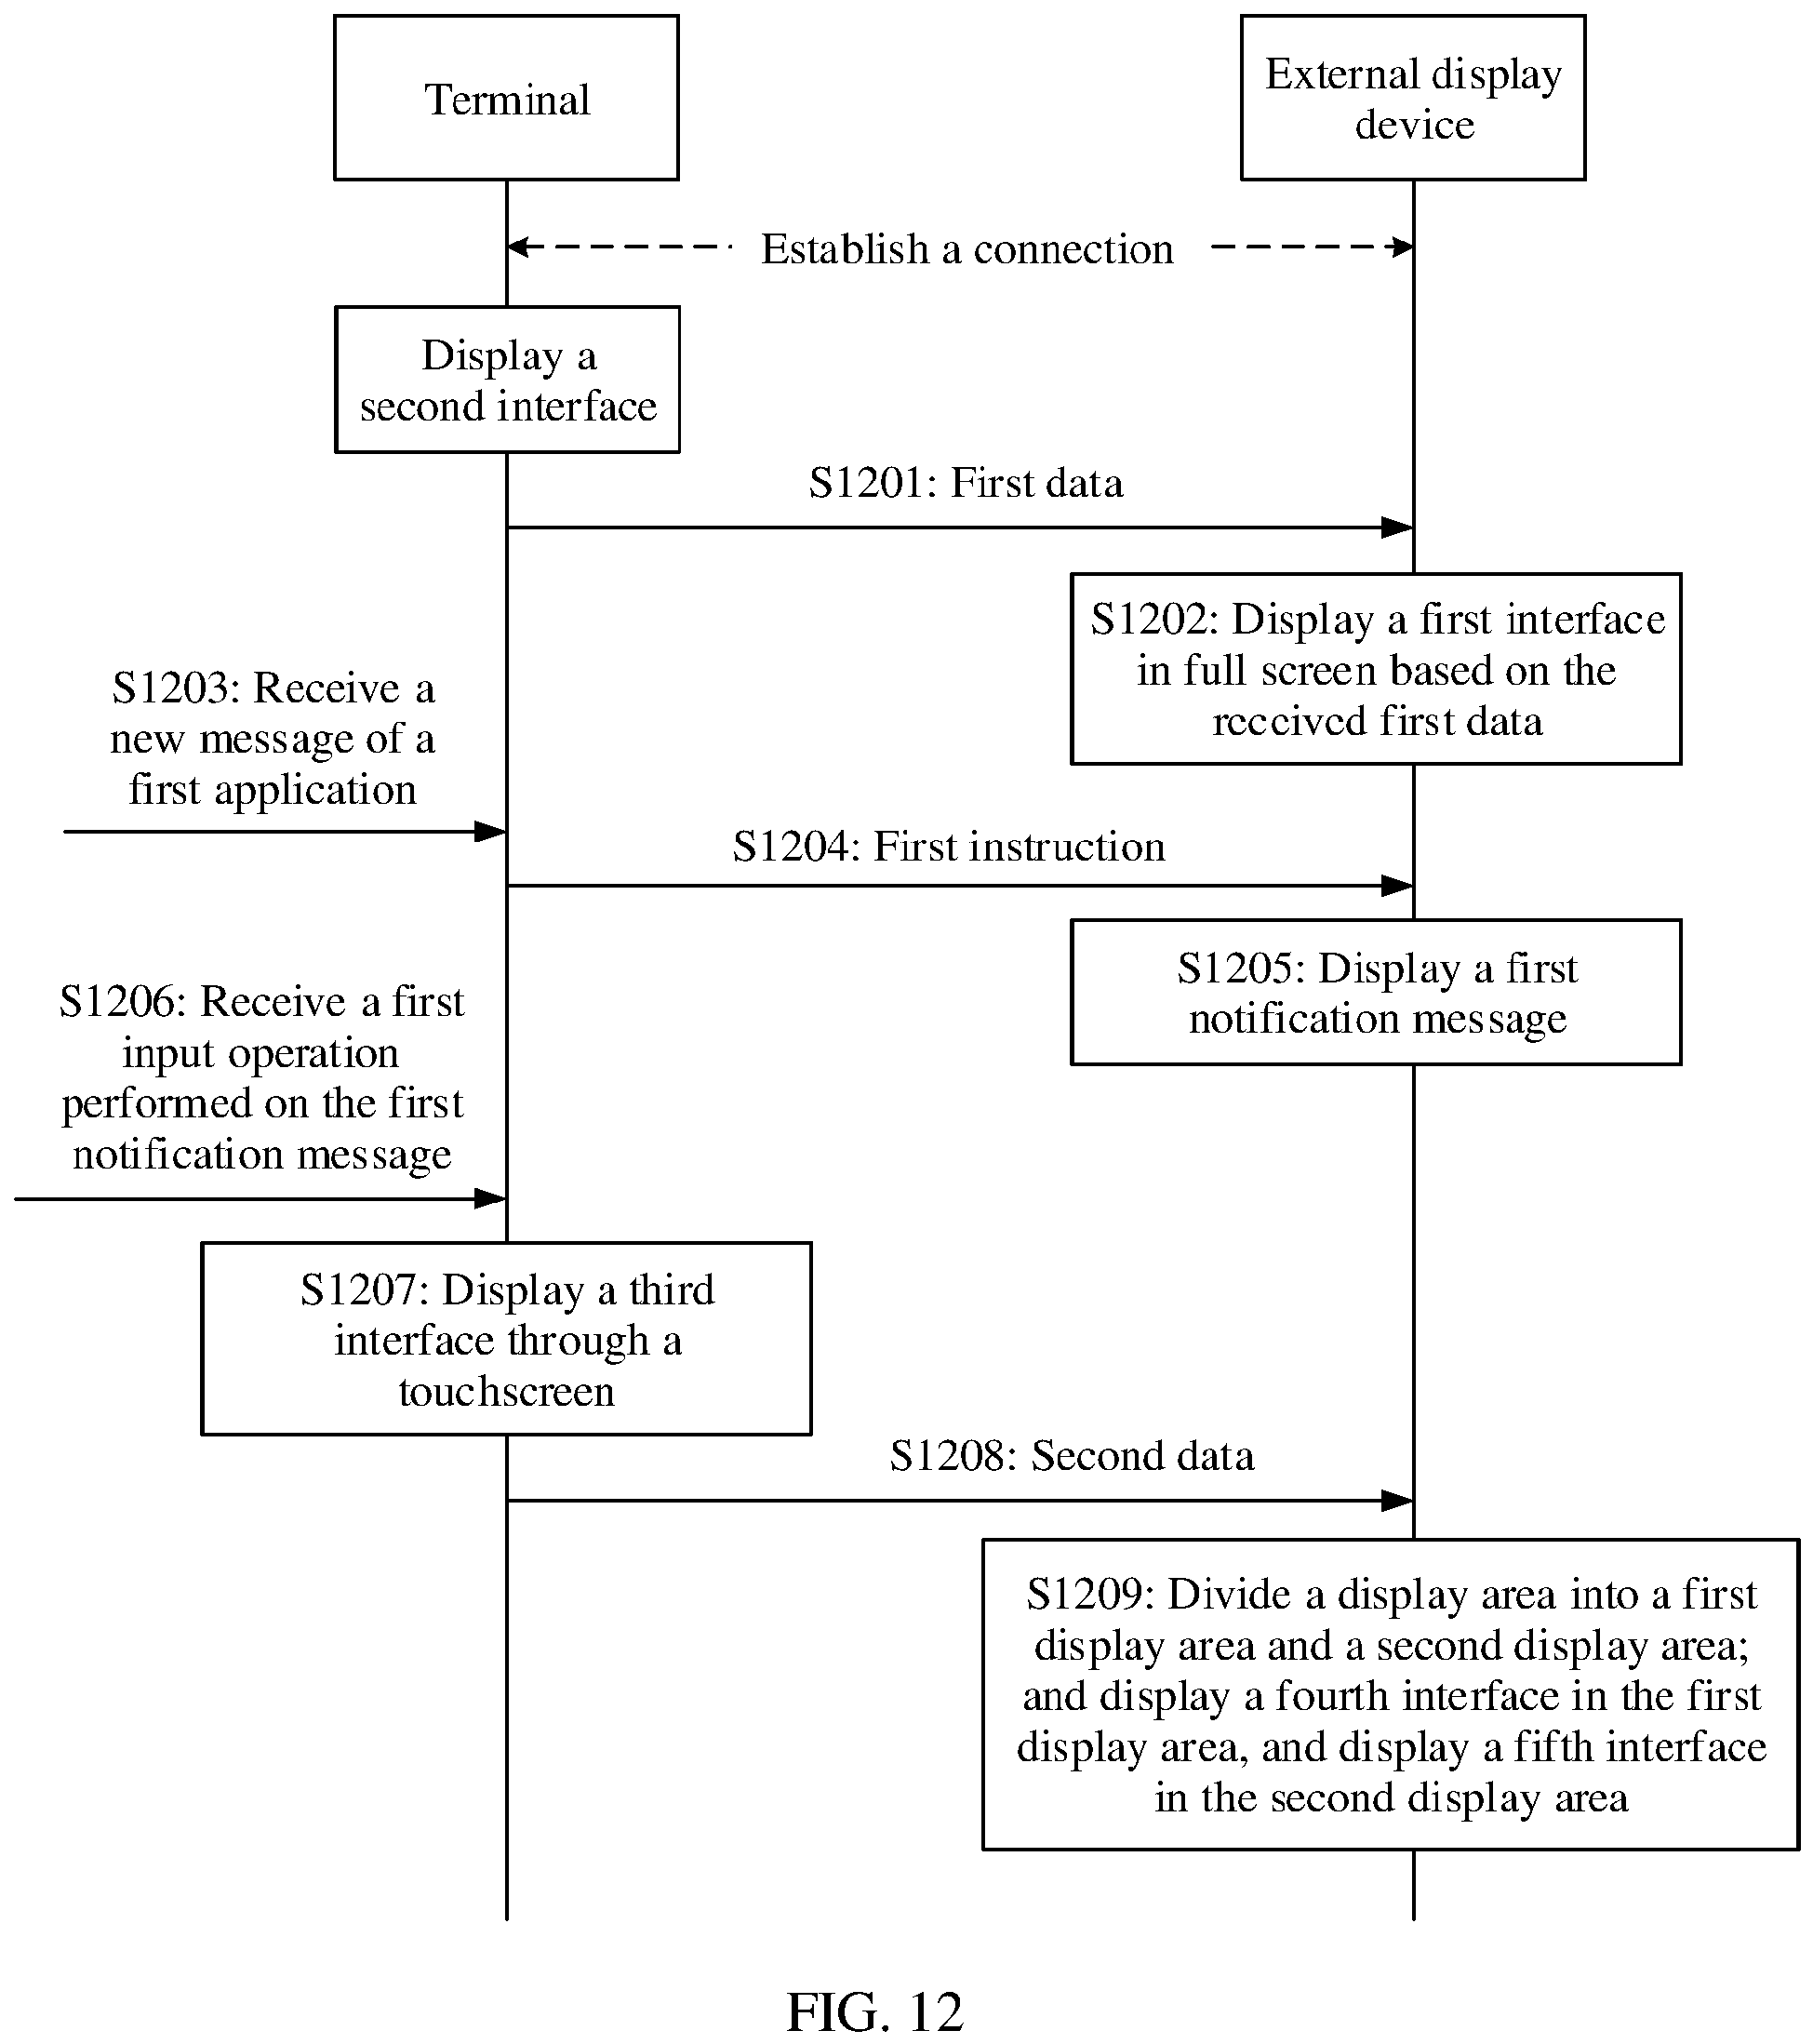 Terminal
External display
device
Establish a connection
Display a
second interface
S1201: First data
S1202: Display a first interface
in full screen based on the
received first data
S1203: Receive a
new message of a
first application
S1204: First instruction
S1205: Display a first
notification message
S1206: Receive a first
input operation
performed on the first
notification message
S1207: Display a third
interface through a
touchscreen
S1208: Second data
S1209: Divide a display area into a first
display area and a second display area;
and display a fourth interface in the first
display area, and display a fifth interface
in the second display area
FIG. 12